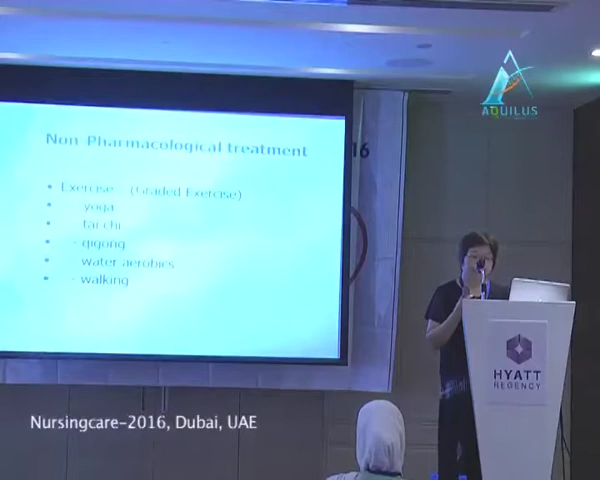 AQUILUS
Non Pharmacological treatment
16
• Exercise (Graded Exercise)
• - yoga
• - tai chi
• - qigong
• - water aerobics
• - walking
HYATT
REGENCY
Nursingcare-2016, Dubai, UAE